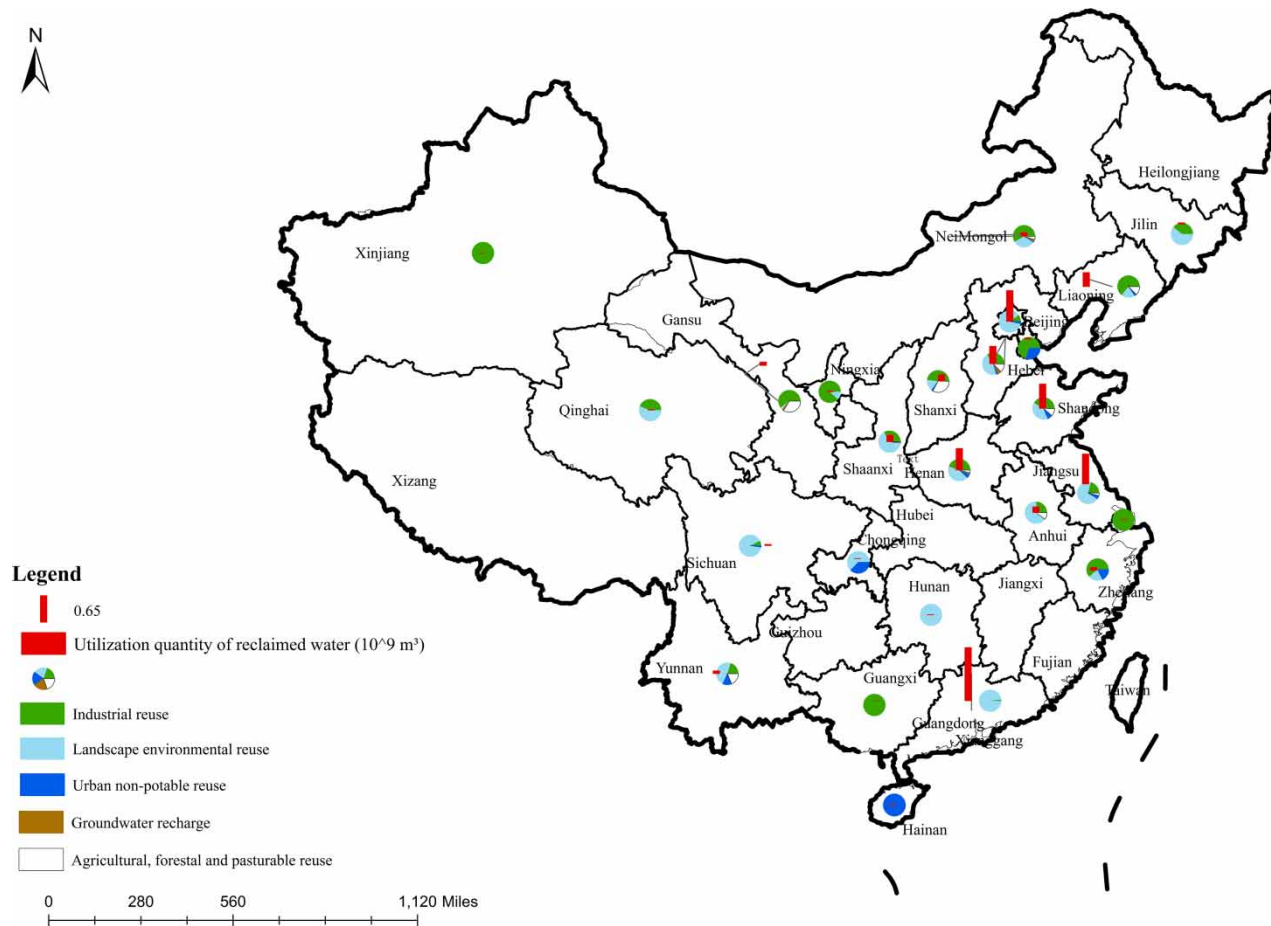 N
Heilongjiang
Jilin
NeiMongol
Xinjiang
Liaoning
Gansu
Beijing
Ningxia
Hebei
Qinghai
Shanxi
Shandong
Text
Shaanxi
Henan
Jiangsu
Xizang
Hubei
Anhui
Chongqing
Sichuan
Hunan
Jiangxi
Zhejiang
Guizhou
Yunnan
Fujian
Guangxi
Taiwan
Guangdong
Xianggang
Hainan
Legend
0.65
Utilization quantity of reclaimed water (10^9 m³)
Industrial reuse
Landscape environmental reuse
Urban non-potable reuse
Groundwater recharge
Agricultural, forestal and pasturable reuse
0 280 560 1,120 Miles